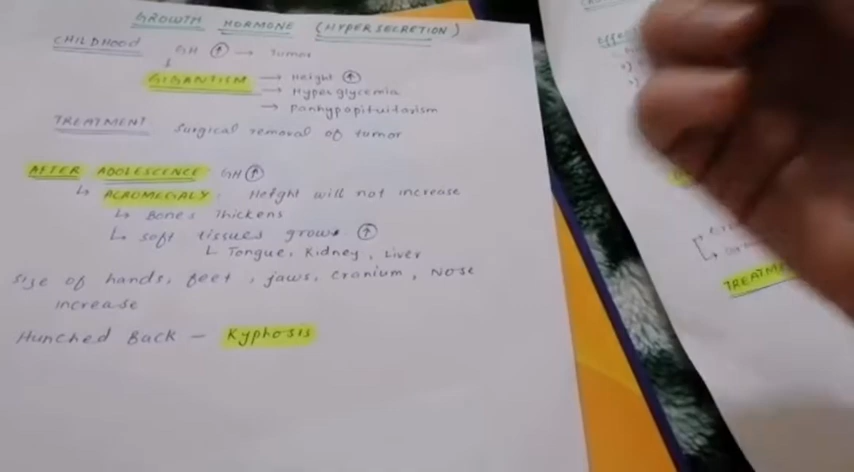 GROWTH HORMONE (HYPERSECRETION)
CHILDHOOD GH ↑ → Tumor
↓
GIGANTISM → Height ↑
→ Hyperglycemia
→ Panhypopituitarism
TREATMENT: Surgical removal of tumor
AFTER ADOLESCENCE: GH ↑
↳ ACROMEGALY: Height will not increase
↳ Bones Thickens
↳ soft tissues grows ↑
↳ Tongue, Kidney, Liver
Size of hands, feet, jaws, cranium, Nose
increase
Hunched Back – Kyphosis
TREATM